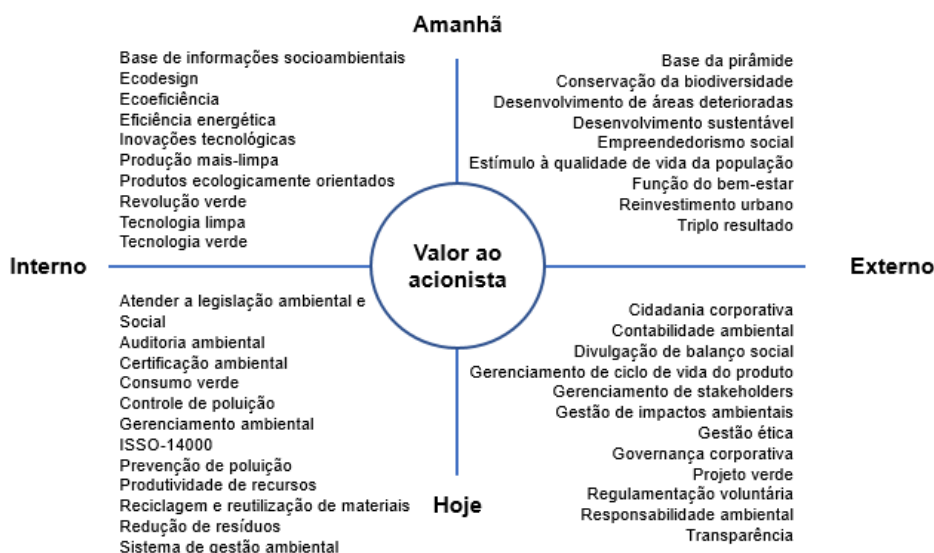 Amanhã
Base de informações socioambientais
Ecodesign
Ecoeficiência
Eficiência energética
Inovações tecnológicas
Produção mais-limpa
Produtos ecologicamente orientados
Revolução verde
Tecnologia limpa
Tecnologia verde
Base da pirâmide
Conservação da biodiversidade
Desenvolvimento de áreas deterioradas
Desenvolvimento sustentável
Empreendedorismo social
Estímulo à qualidade de vida da população
Função do bem-estar
Reinvestimento urbano
Triplo resultado
Interno
Valor ao
acionista
Externo
Atender a legislação ambiental e
Social
Auditoria ambiental
Certificação ambiental
Consumo verde
Controle de poluição
Gerenciamento ambiental
ISSO-14000
Prevenção de poluição
Produtividade de recursos
Reciclagem e reutilização de materiais
Redução de resíduos
Sistema de gestão ambiental
Cidadania corporativa
Contabilidade ambiental
Divulgação de balanço social
Gerenciamento de ciclo de vida do produto
Gerenciamento de stakeholders
Gestão de impactos ambientais
Gestão ética
Governança corporativa
Projeto verde
Regulamentação voluntária
Responsabilidade ambiental
Transparência
Hoje